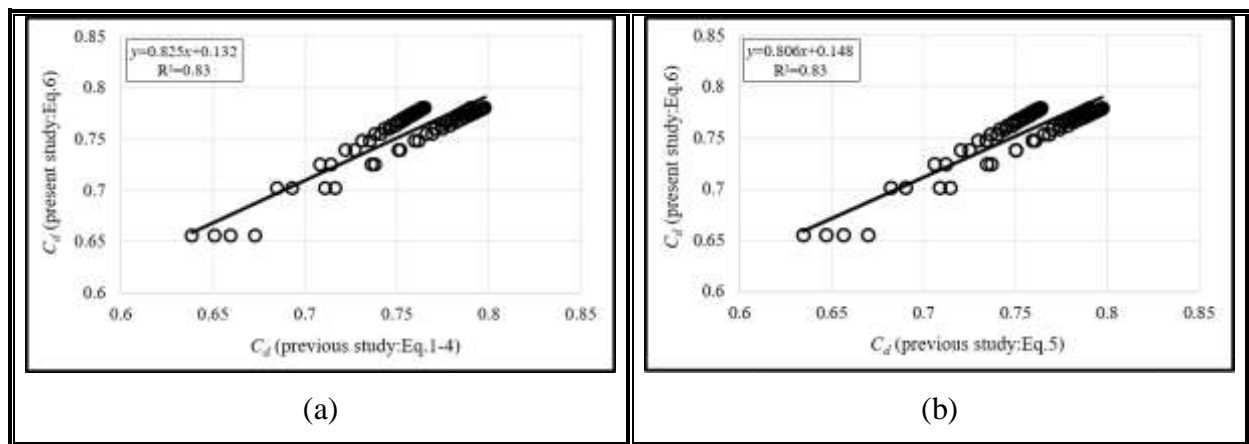 0.85
y=0.825x+0.132
R²=0.83
0.8
0.75
0.7
0.65
0.6
C_d (present study:Eq.6)
0.6 0.65 0.7 0.75 0.8 0.85
C_d (previous study:Eq.1-4)
(a)
0.85
y=0.806x+0.148
R²=0.83
0.8
0.75
0.7
0.65
0.6
C_d (present study:Eq.6)
0.6 0.65 0.7 0.75 0.8 0.85
C_d (previous study:Eq.5)
(b)